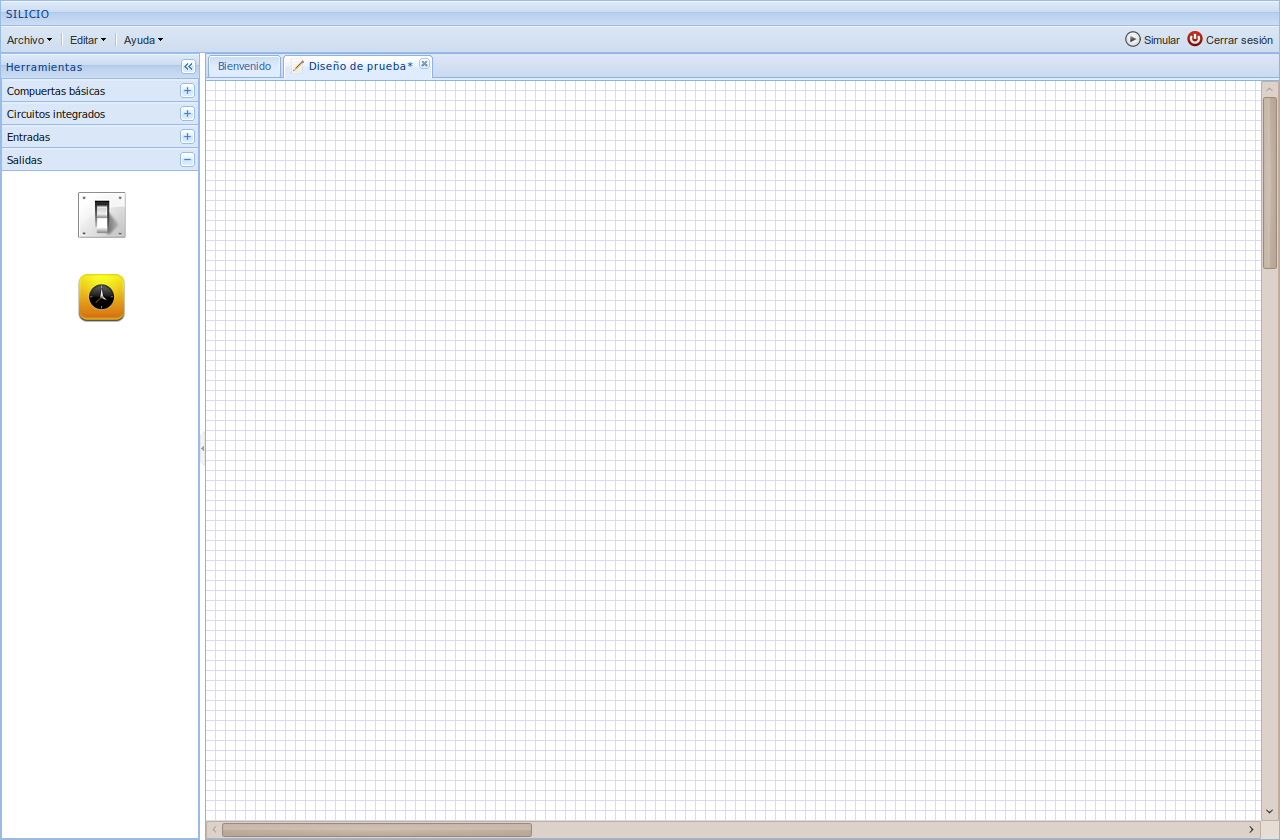 SILICIO
Archivo Editar Ayuda Simular Cerrar sesión
Herramientas
Bienvenido Diseño de prueba*
Compuertas básicas
Circuitos integrados
Entradas
Salidas